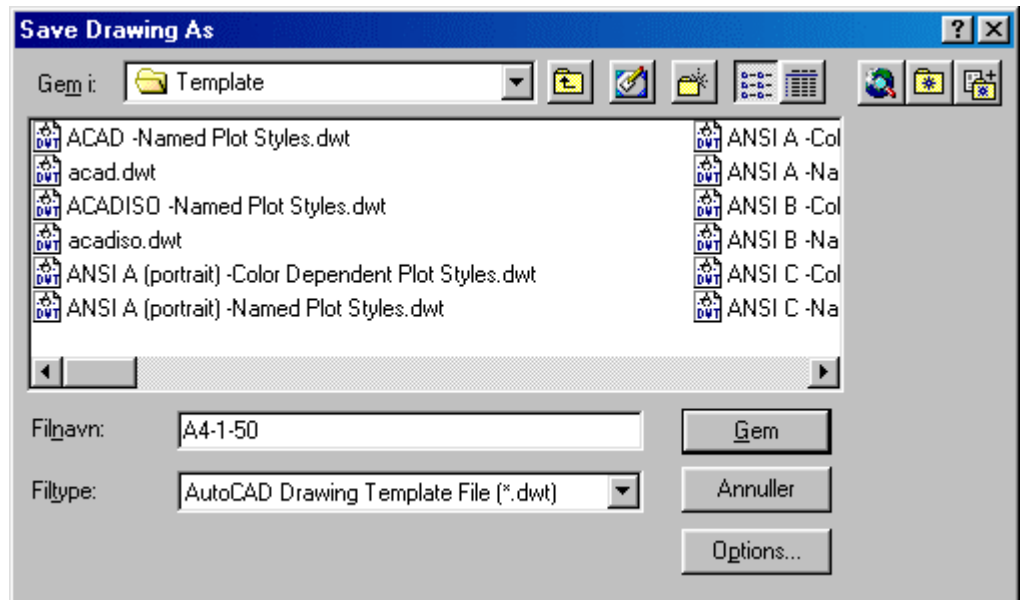 Save Drawing As
Gem i: Template
ACAD -Named Plot Styles.dwt
acad.dwt
ACADISO -Named Plot Styles.dwt
acadiso.dwt
ANSI A (portrait) -Color Dependent Plot Styles.dwt
ANSI A (portrait) -Named Plot Styles.dwt
ANSI A -Col
ANSI A -Na
ANSI B -Col
ANSI B -Na
ANSI C -Col
ANSI C -Na
Filnavn: A4-1-50
Gem
Filtype: AutoCAD Drawing Template File (*.dwt)
Annuller
Options...